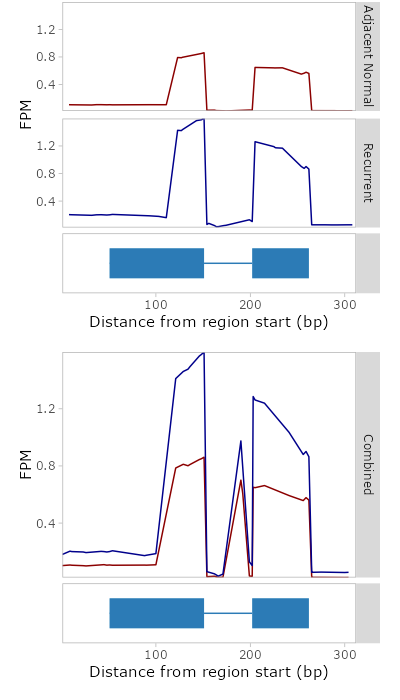 1.2
0.8
0.4
Adjacent Normal
FPM
1.2
0.8
0.4
Recurrent
100
200
300
Distance from region start (bp)
1.2
0.8
0.4
FPM
Combined
100
200
300
Distance from region start (bp)